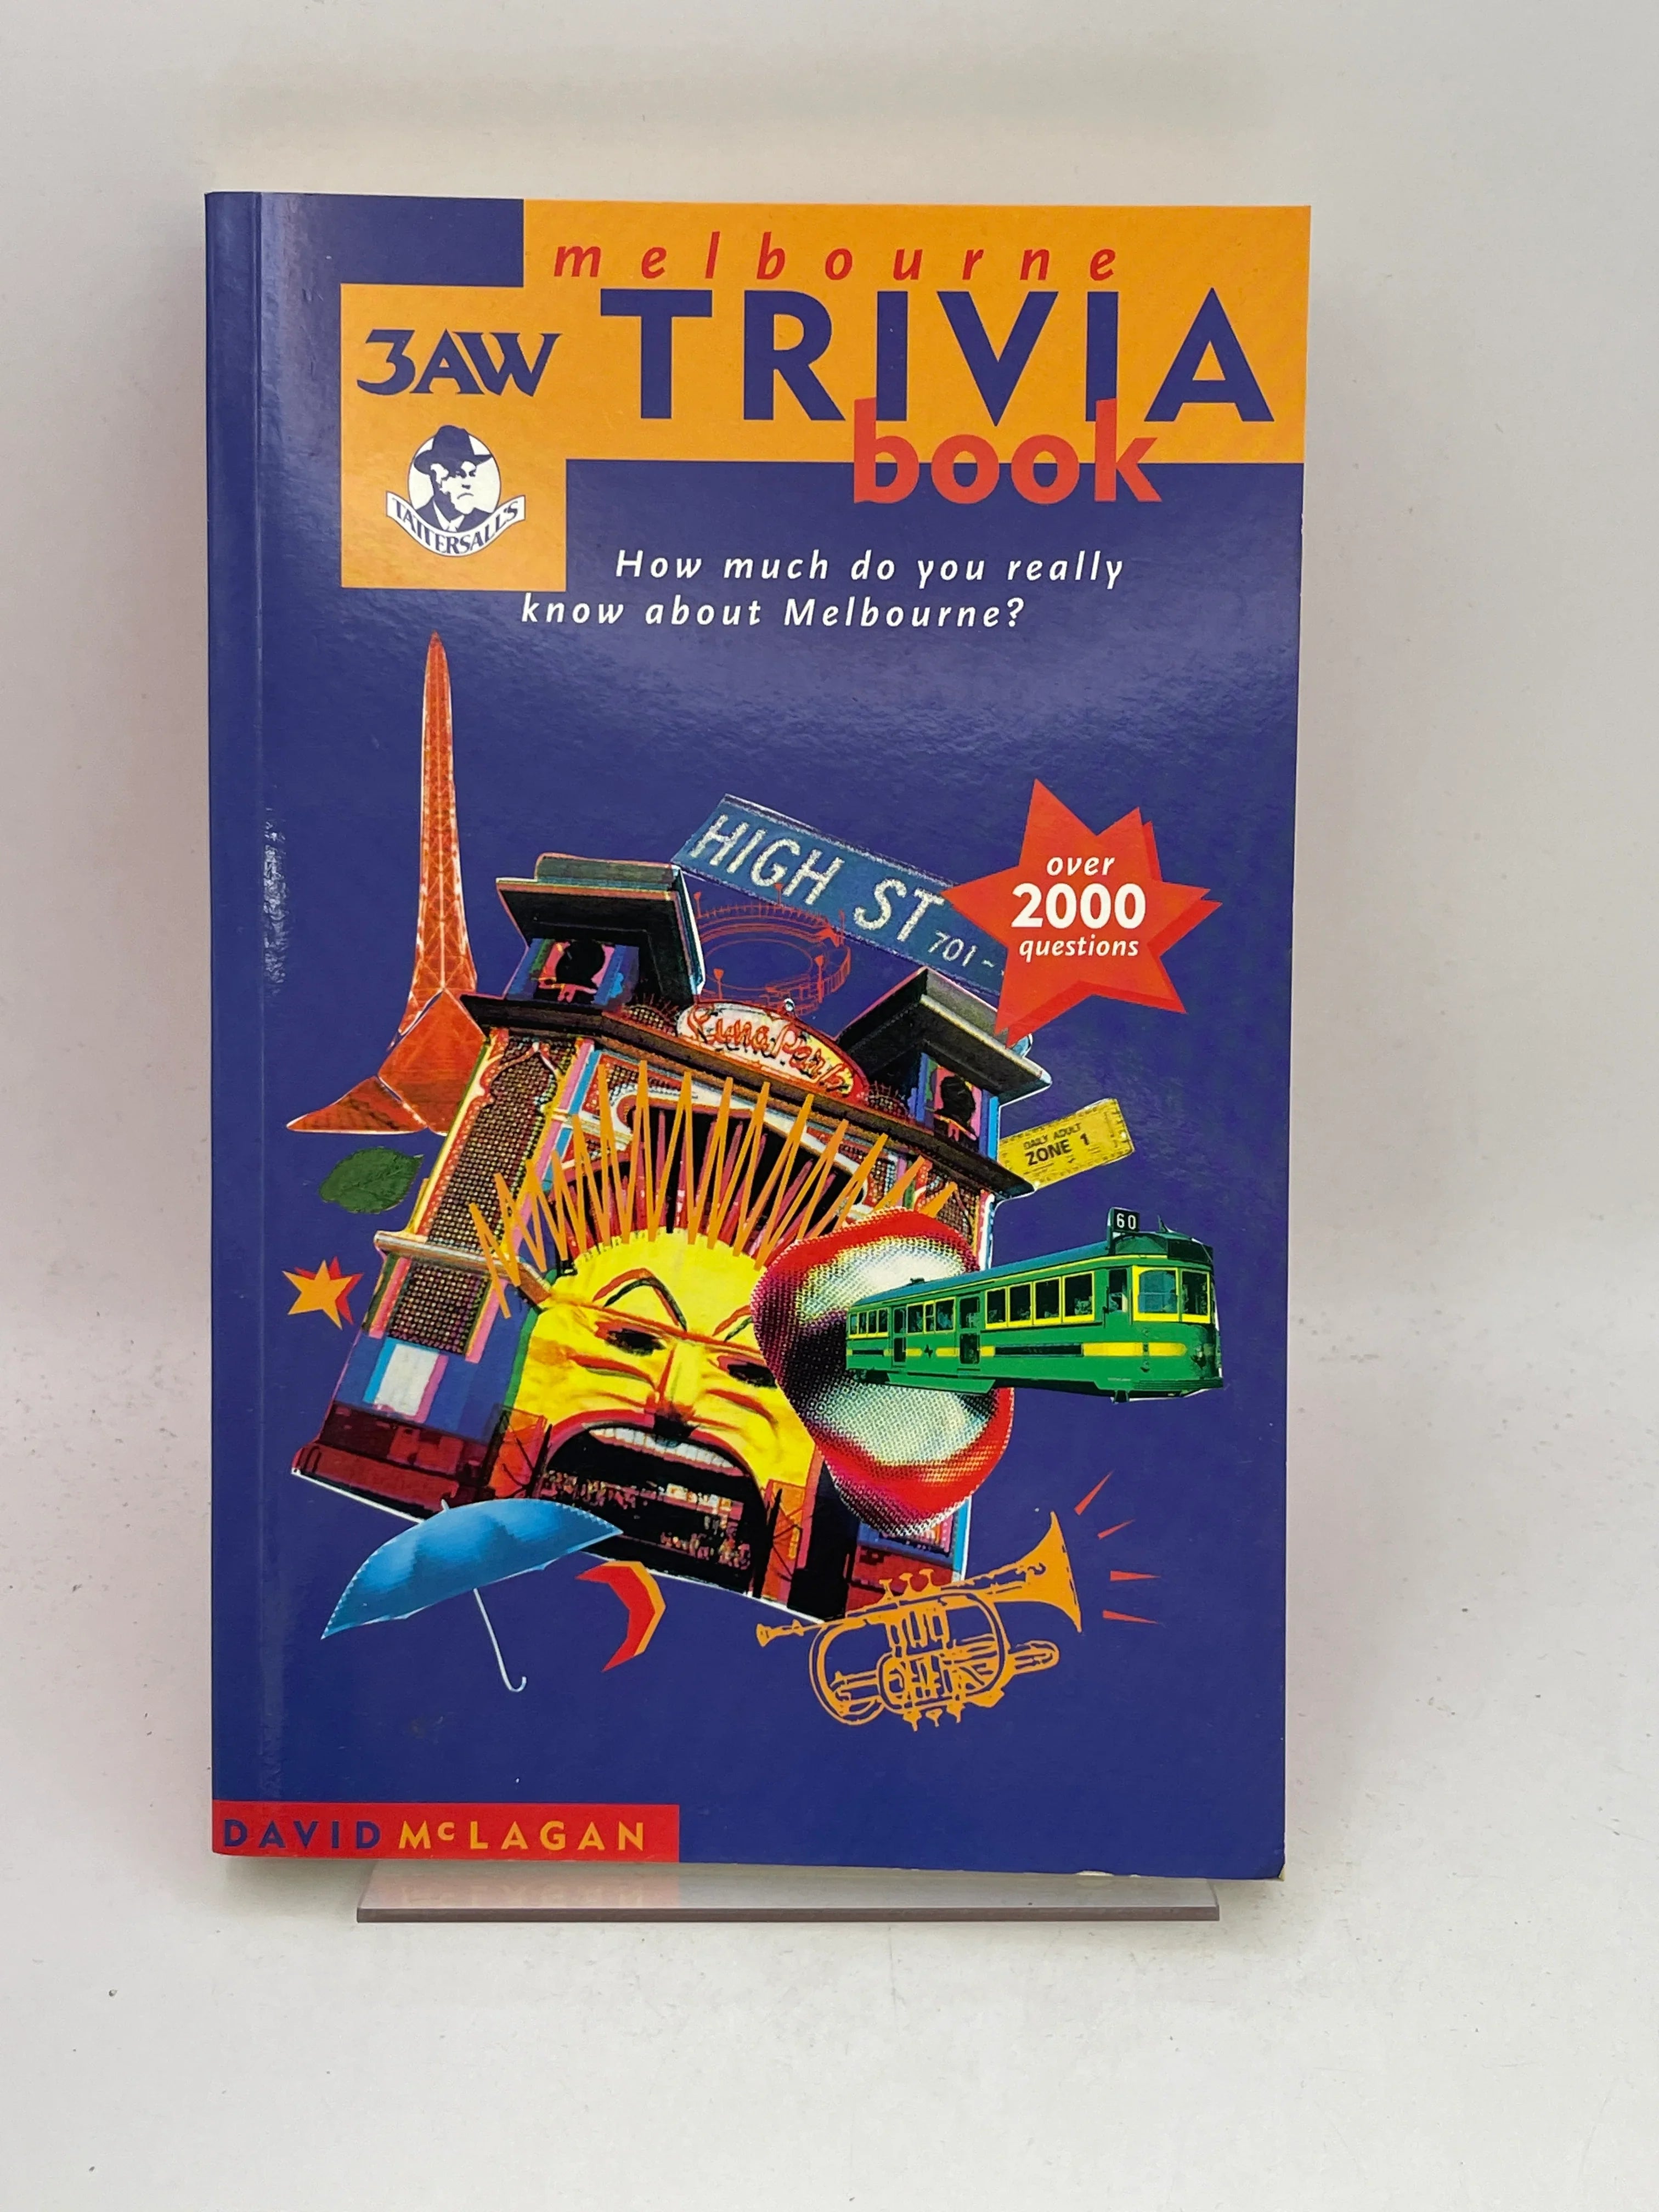 melbourne
TRIVIA
book
3AW
TATTERSALL'S
How much do you really
know about Melbourne?
HIGH ST 701 -
over
2000
questions
Luna Park
DAILY ADULT
ZONE 1
60
DAVID McLAGAN